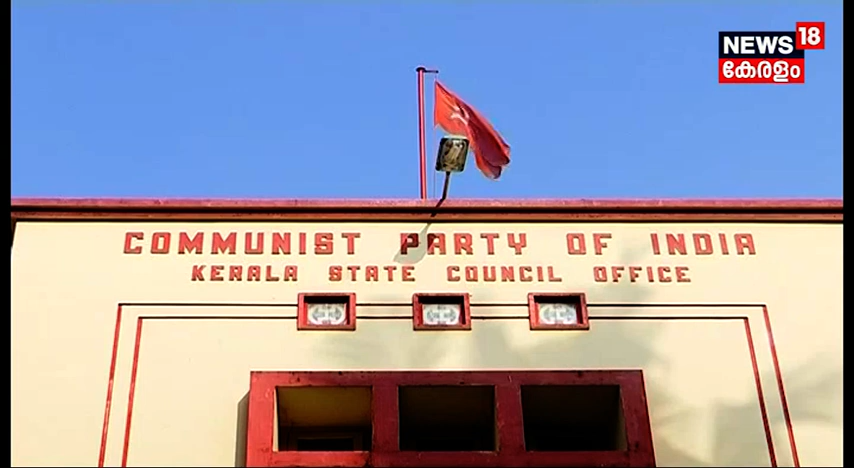 NEWS 18
കേരളം
COMMUNIST PARTY OF INDIA
KERALA STATE COUNCIL OFFICE